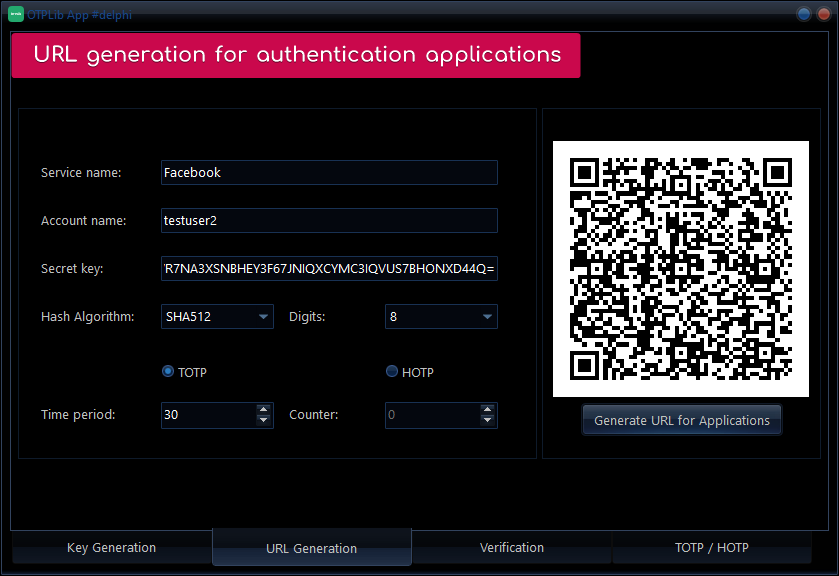 OTPLib App #delphi
URL generation for authentication applications
Service name: Facebook
Account name: testuser2
Secret key: R7NA3XSNBHEY3F67JNIQXCYMC3IQVUS7BHONXD44Q=
Hash Algorithm: SHA512 Digits: 8
TOTP HOTP
Time period: 30 Counter: 0
Generate URL for Applications
Key Generation URL Generation Verification TOTP / HOTP